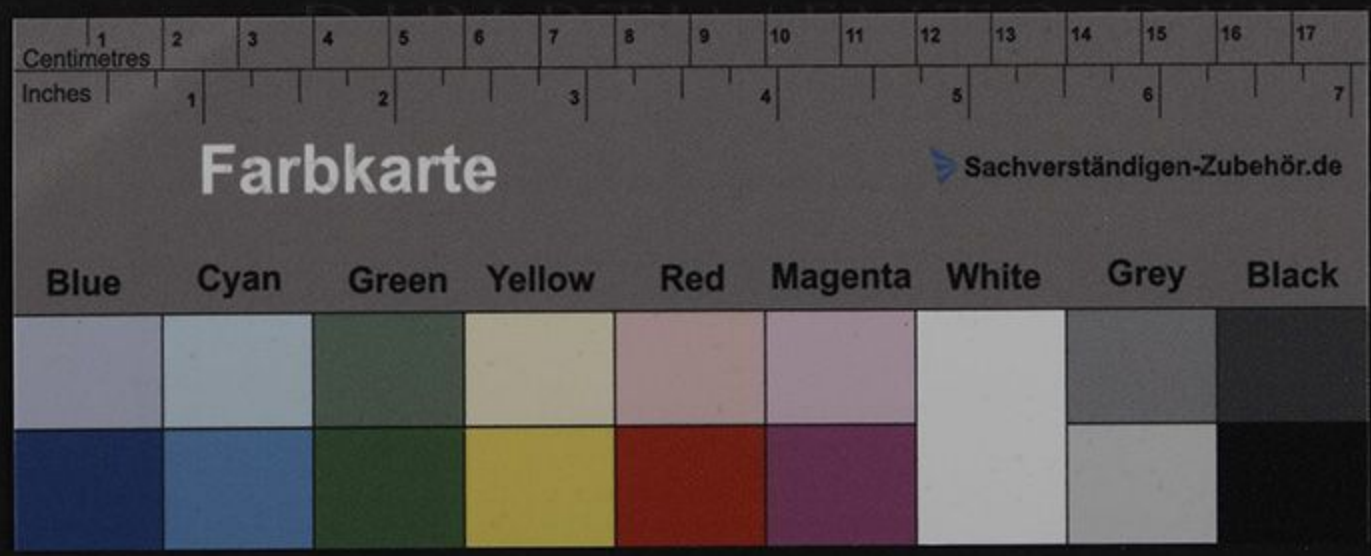 1 2 3 4 5 6 7 8 9 10 11 12 13 14 15 16 17
Centimetres
Inches 1 2 3 4 5 6 7
Farbkarte
Sachverständigen-Zubehör.de
Blue Cyan Green Yellow Red Magenta White Grey Black